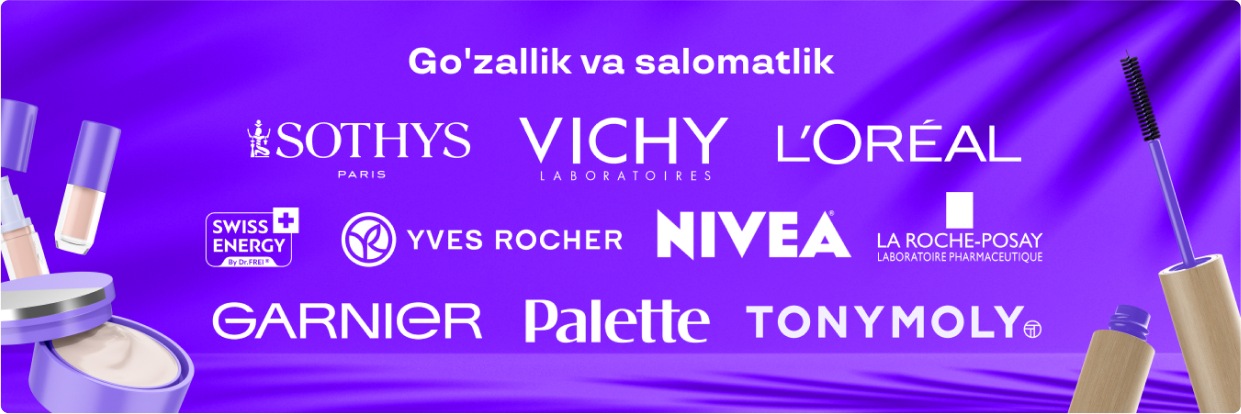 Go'zallik va salomatlik
SOTHYS
PARIS
VICHY
LABORATOIRES
L'ORÉAL
SWISS
ENERGY
By Dr. FREI®
YVES ROCHER
NIVEA®
LA ROCHE-POSAY
LABORATOIRE PHARMACEUTIQUE
GARNIER
Palette
TONYMOLY